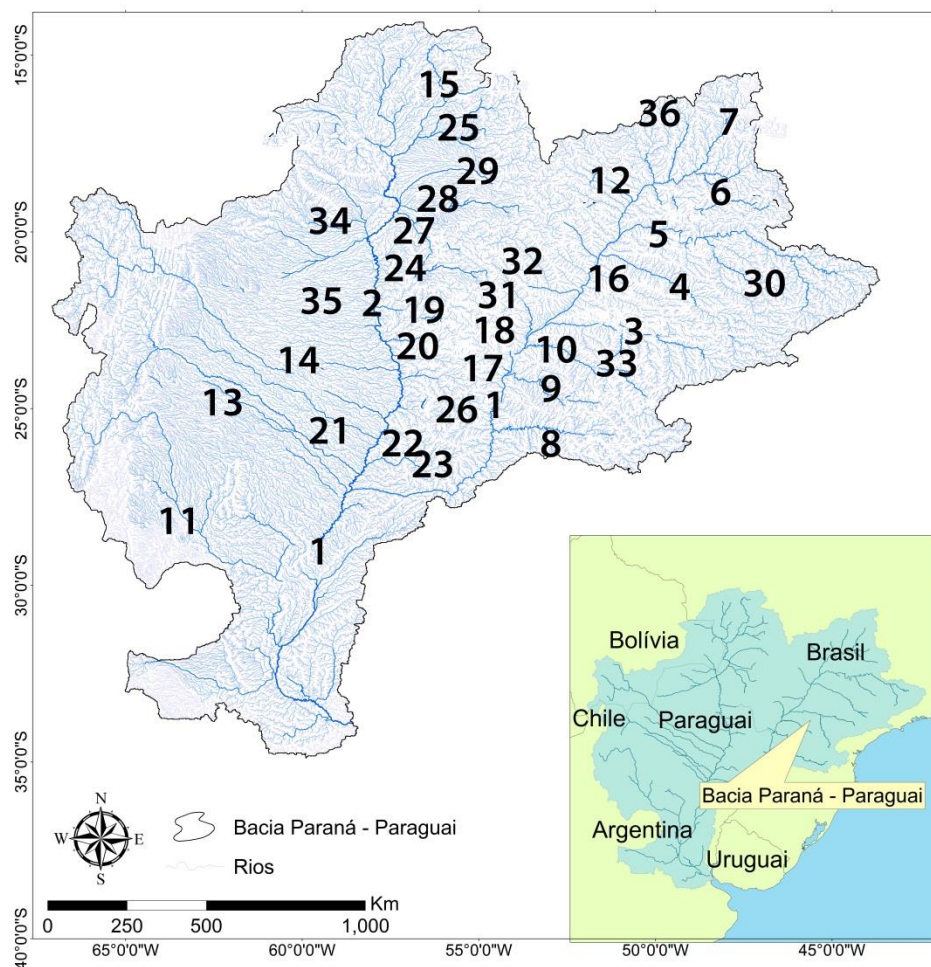 15°0'0"S
20°0'0"S
25°0'0"S
30°0'0"S
35°0'0"S
40°0'0"S
15
36
7
25
29
12
6
28
34
27
5
24
32
16
4
30
35
2
19
31
18
3
20
14
10
33
17
9
13
1
26
21
22
8
23
11
1
Bolívia
Brasil
Chile
Paraguai
Bacia Paraná - Paraguai
Argentina
Uruguai
N
W
E
S
Bacia Paraná - Paraguai
Rios
Km
0
250
500
1,000
65°0'0"W
60°0'0"W
55°0'0"W
50°0'0"W
45°0'0"W